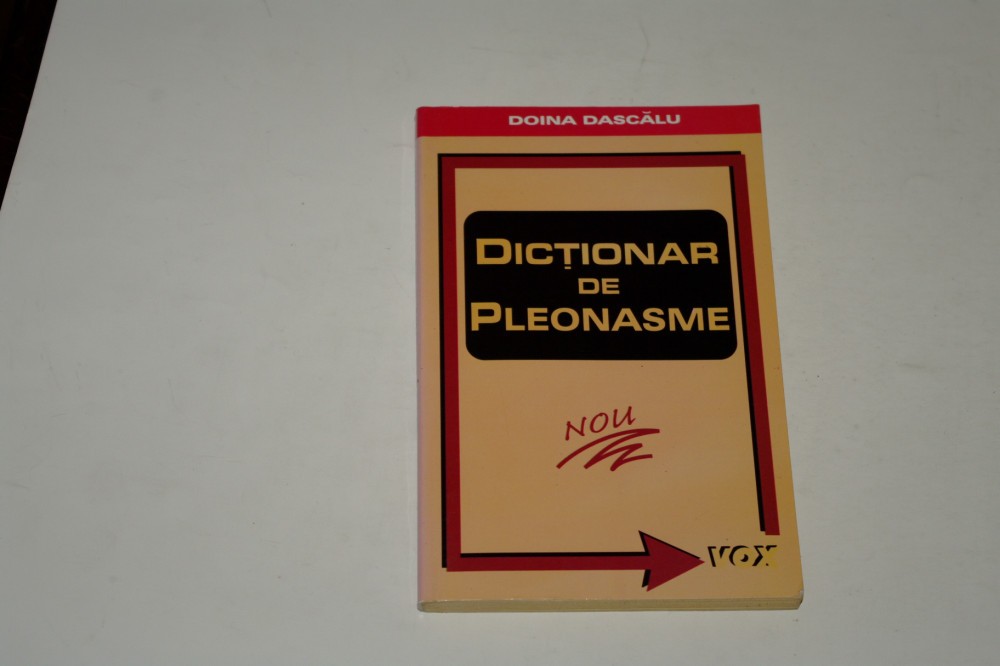 DOINA DASCĂLU
DICȚIONAR
DE
PLEONASME
NOU
VOX